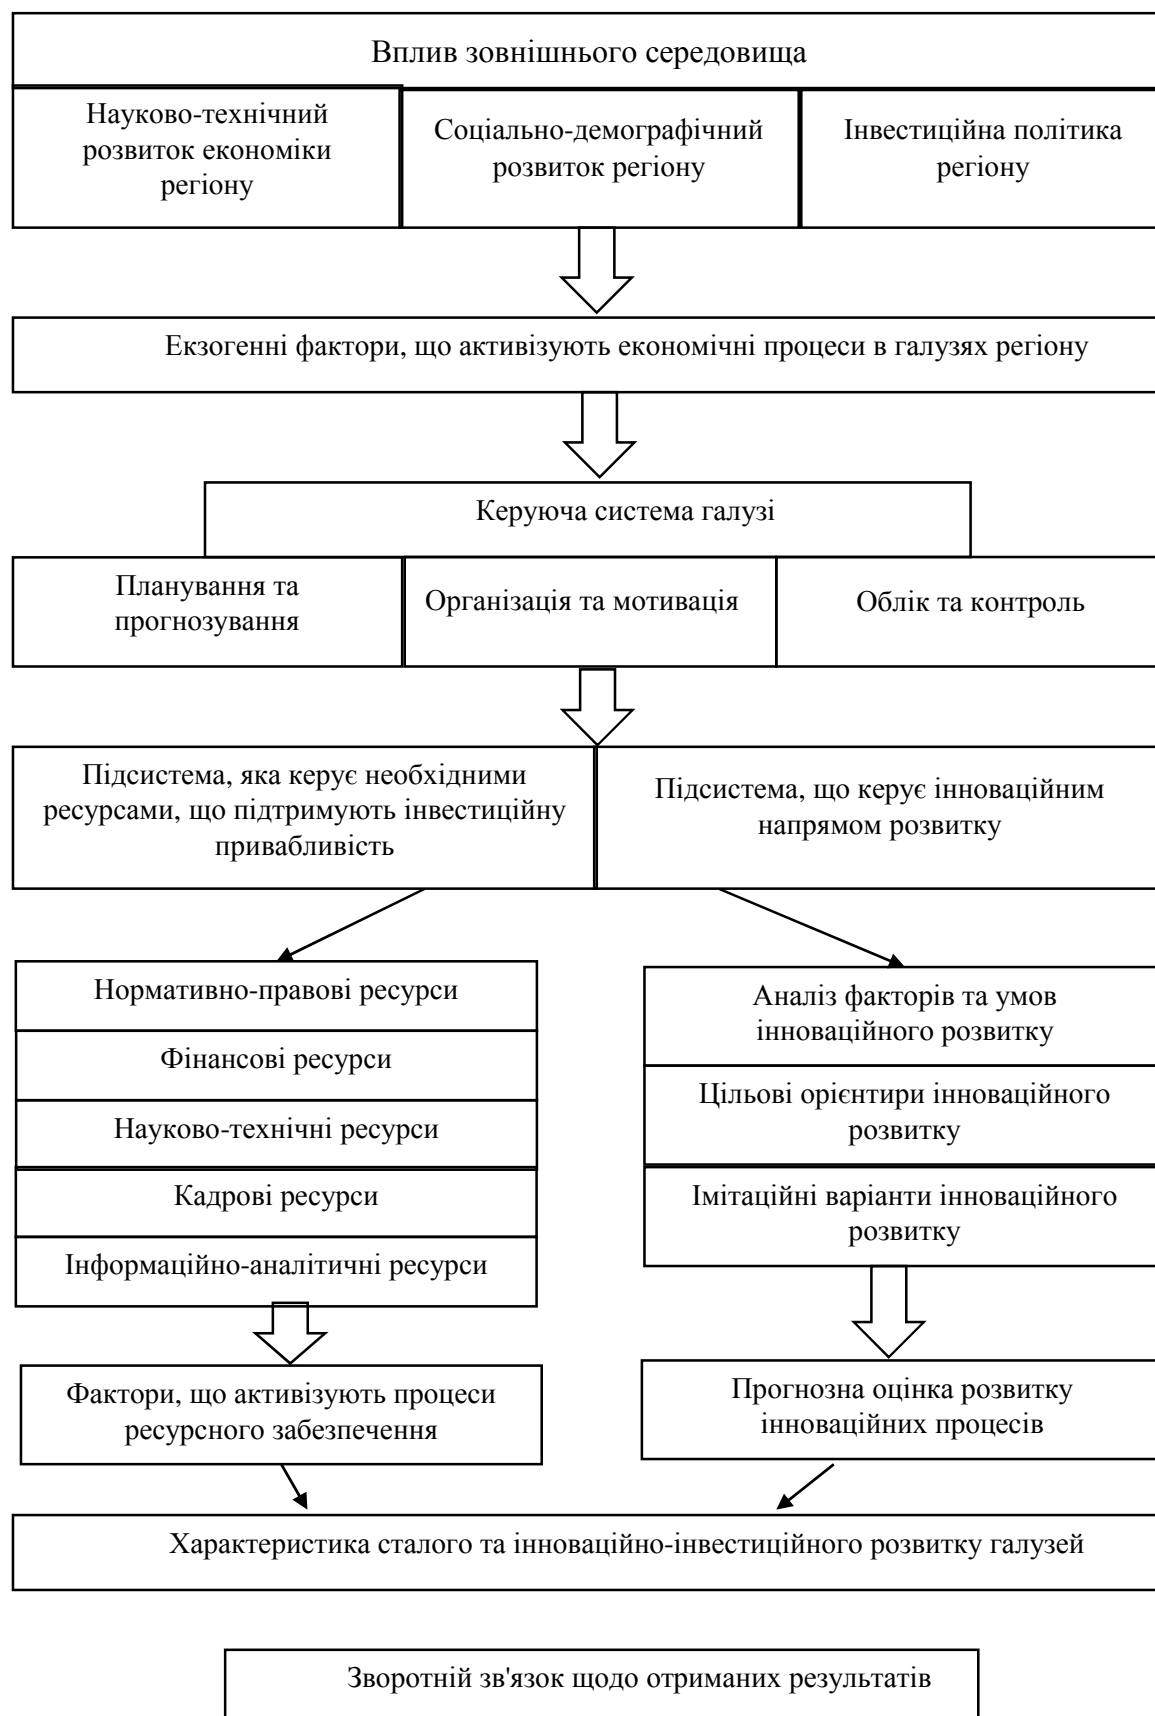 Вплив зовнішнього середовища
Науково-технічний
розвиток економіки
регіону
Соціально-демографічний
розвиток регіону
Інвестиційна політика
регіону
Екзогенні фактори, що активізують економічні процеси в галузях регіону
Керуюча система галузі
Планування та
прогнозування
Організація та мотивація
Облік та контроль
Підсистема, яка керує необхідними
ресурсами, що підтримують інвестиційну
привабливість
Підсистема, що керує інноваційним
напрямом розвитку
Нормативно-правові ресурси
Фінансові ресурси
Науково-технічні ресурси
Кадрові ресурси
Інформаційно-аналітичні ресурси
Аналіз факторів та умов
інноваційного розвитку
Цільові орієнтири інноваційного
розвитку
Імітаційні варіанти інноваційного
розвитку
Фактори, що активізують процеси
ресурсного забезпечення
Прогнозна оцінка розвитку
інноваційних процесів
Характеристика сталого та інноваційно-інвестиційного розвитку галузей
Зворотній зв'язок щодо отриманих результатів